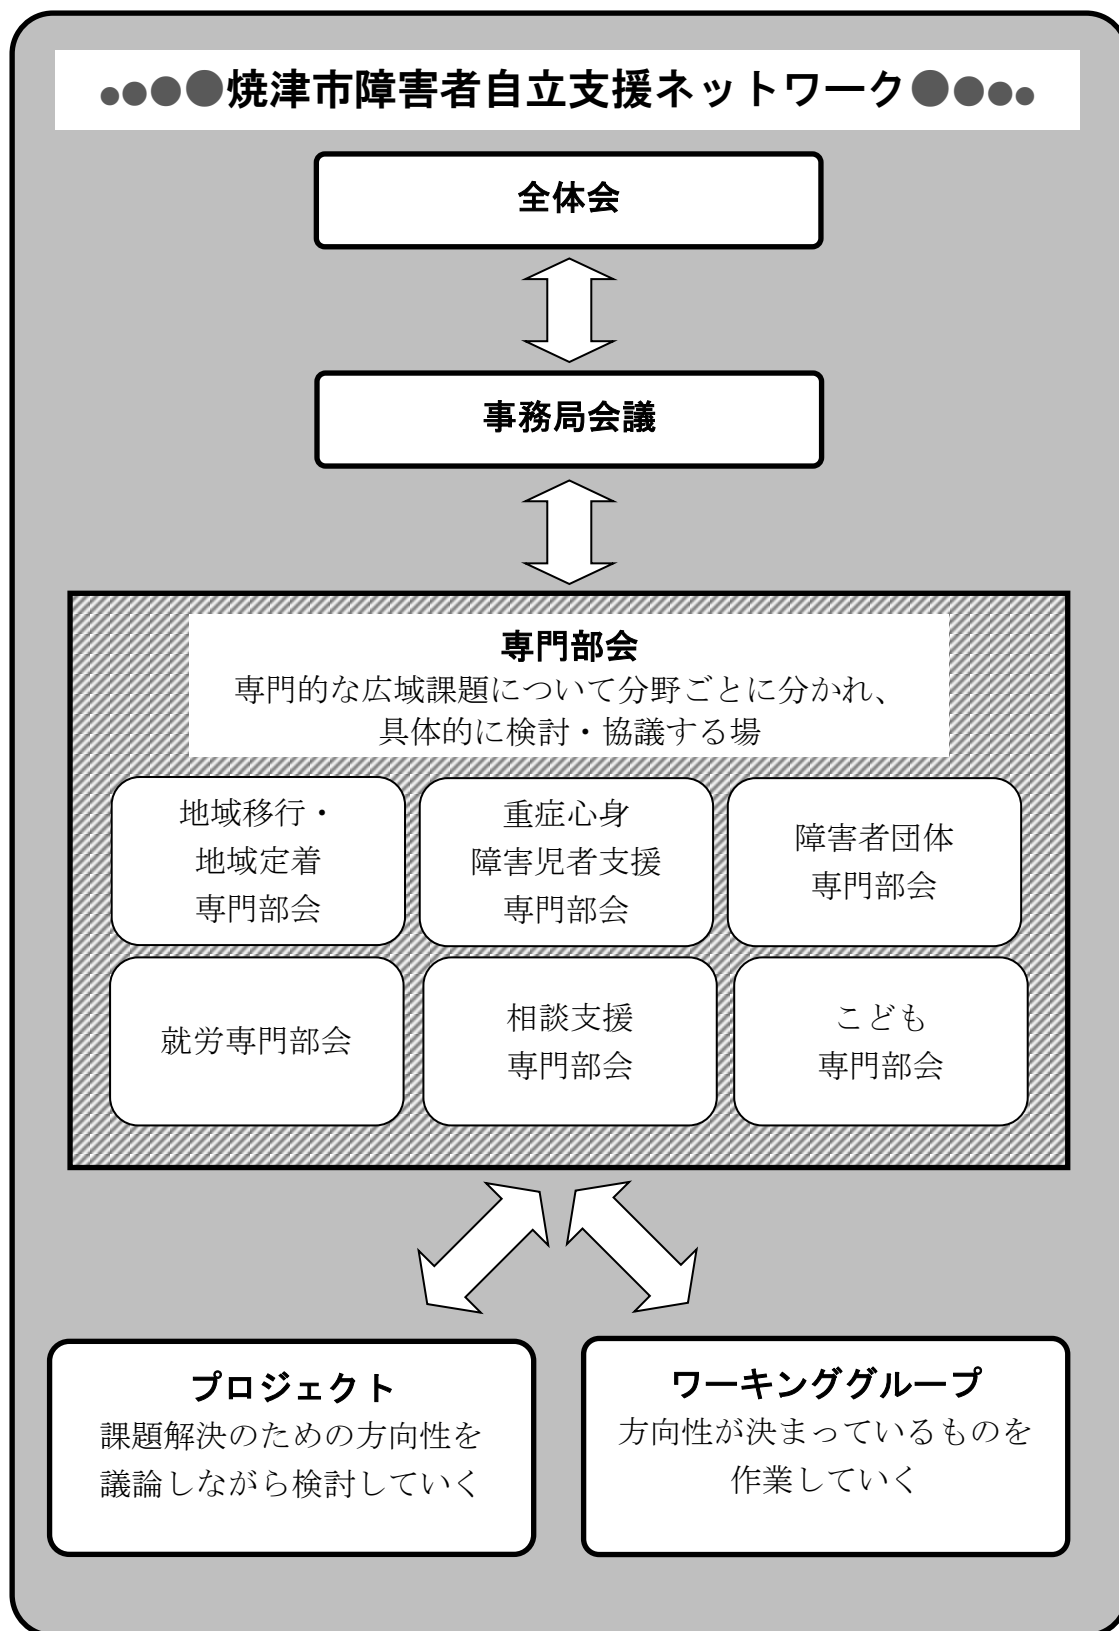 焼津市障害者自立支援ネットワーク
全体会
事務局会議
専門部会
専門的な広域課題について分野ごとに分かれ、
具体的に検討・協議する場
地域移行・
地域定着
専門部会
重症心身
障害児者支援
専門部会
障害者団体
専門部会
就労専門部会
相談支援
専門部会
こども
専門部会
プロジェクト
課題解決のための方向性を
議論しながら検討していく
ワーキンググループ
方向性が決まっているものを
作業していく